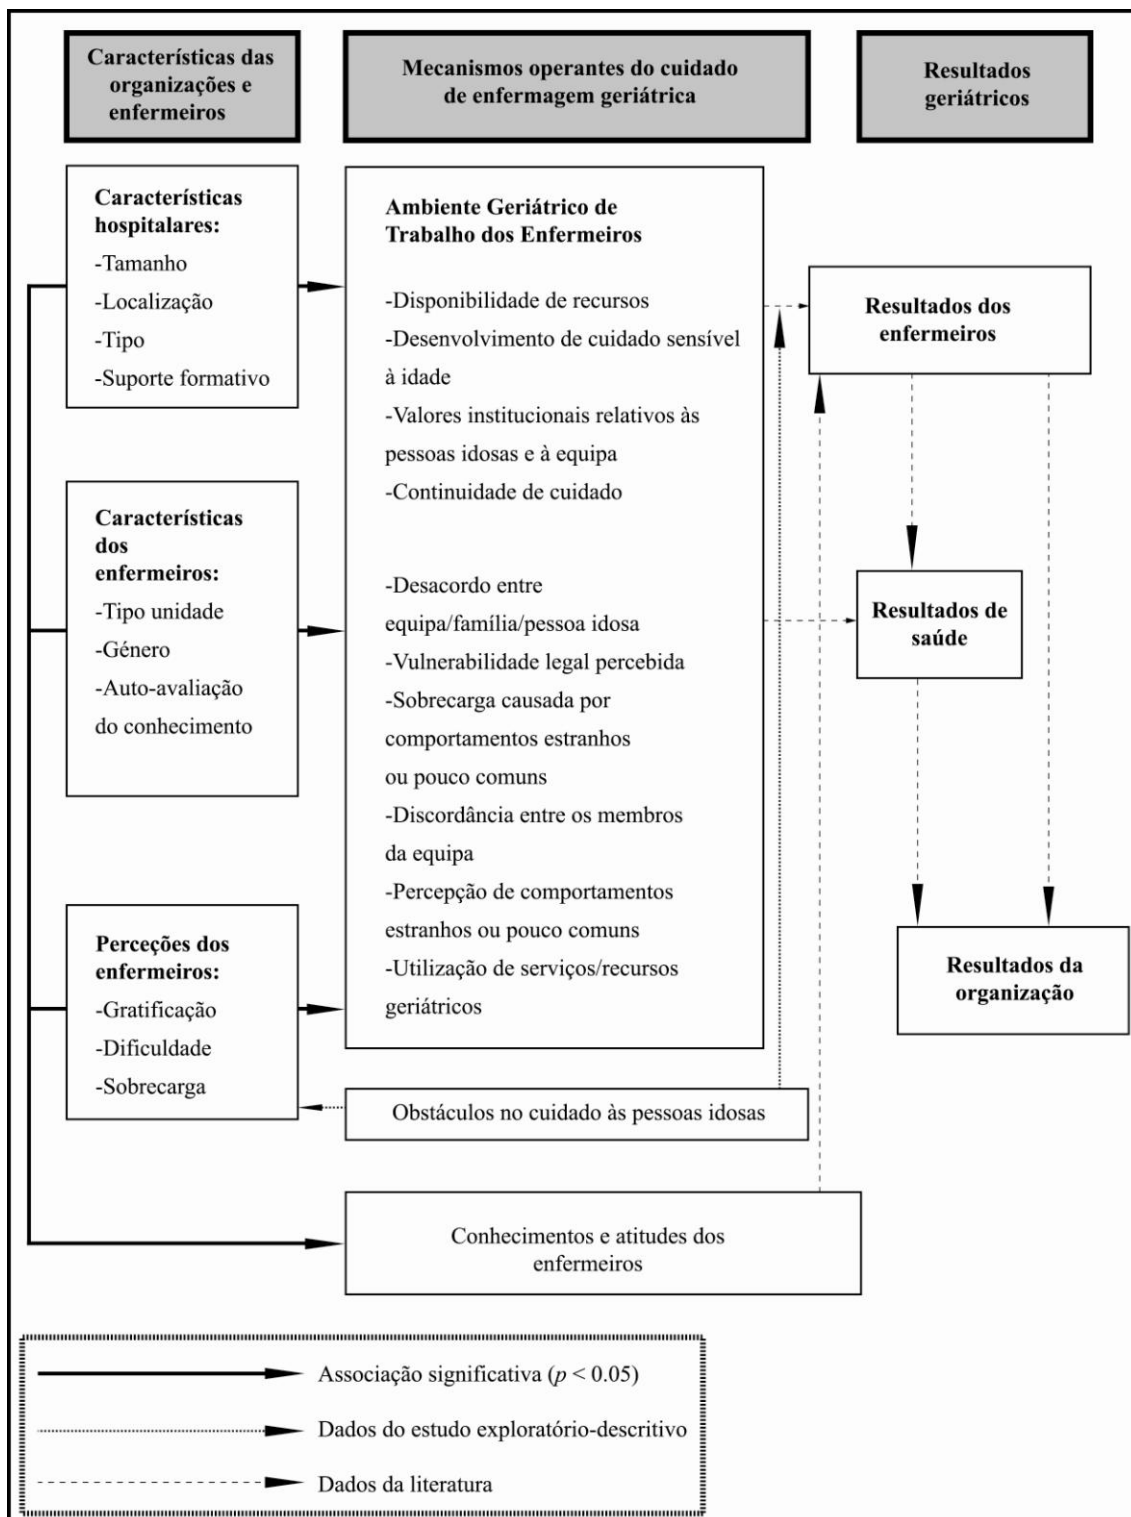 Características das
organizações e
enfermeiros
Mecanismos operantes do cuidado
de enfermagem geriátrica
Resultados
geriátricos
Características
hospitalares:
-Tamanho
-Localização
-Tipo
-Suporte formativo
Características
dos
enfermeiros:
-Tipo unidade
-Género
-Auto-avaliação
do conhecimento
Perceções dos
enfermeiros:
-Gratificação
-Dificuldade
-Sobrecarga
Ambiente Geriátrico de
Trabalho dos Enfermeiros
-Disponibilidade de recursos
-Desenvolvimento de cuidado sensível
à idade
-Valores institucionais relativos às
pessoas idosas e à equipa
-Continuidade de cuidado
-Desacordo entre
equipa/família/pessoa idosa
-Vulnerabilidade legal percebida
-Sobrecarga causada por
comportamentos estranhos
ou pouco comuns
-Discordância entre os membros
da equipa
-Percepção de comportamentos
estranhos ou pouco comuns
-Utilização de serviços/recursos
geriátricos
Obstáculos no cuidado às pessoas idosas
Conhecimentos e atitudes dos
enfermeiros
Resultados dos
enfermeiros
Resultados de
saúde
Resultados da
organização
Associação significativa (p < 0.05)
Dados do estudo exploratório-descritivo
Dados da literatura